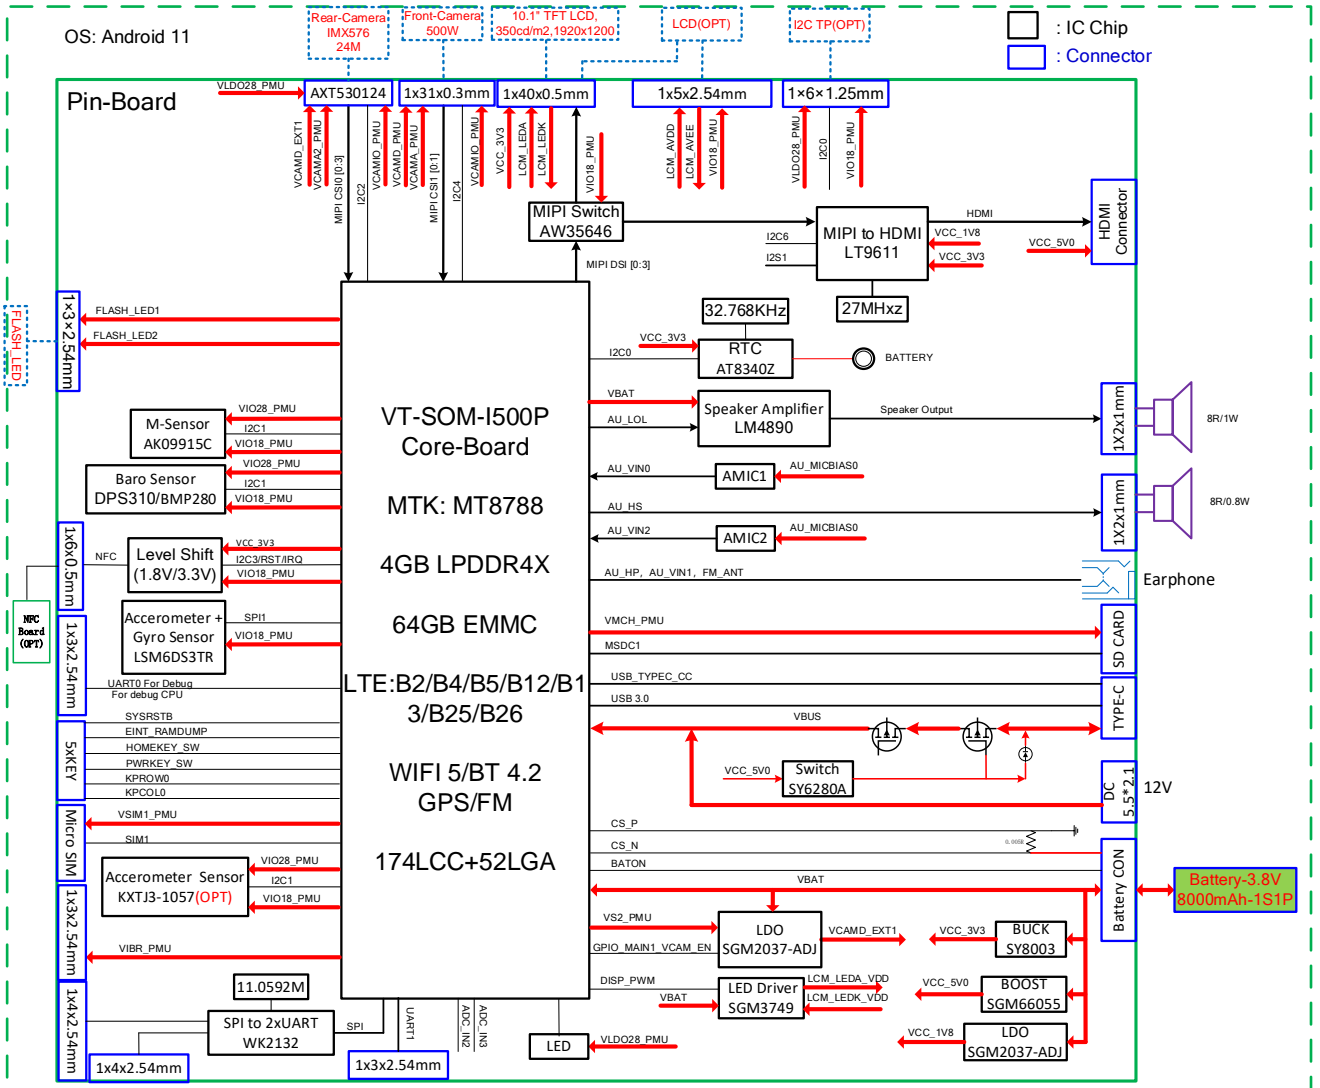 OS: Android 11
Rear-Camera
IMX576
24M
Front-Camera
500W
10.1" TFT LCD,
350cd/m2,1920x1200
LCD(OPT)
I2C TP(OPT)
: IC Chip
: Connector
Pin-Board
VLDO28_PMU
AXT530124
1x31x0.3mm
1x40x0.5mm
1x5x2.54mm
1×6×1.25mm
VCAMD_EXT1
VCAMA2_PMU
MIPI CSI0 [0:3]
I2C2
VCAMIO_PMU
VCAMD_PMU
VCAMA_PMU
MIPI CSI1 [0:1]
I2C4
VCAMIO_PMU
VCC_3V3
LCM_LEDA
LCM_LEDK
VIO18_PMU
LCM_AVDD
LCM_AVEE
VIO18_PMU
VLDO28_PMU
I2C0
VIO18_PMU
MIPI Switch
AW35646
MIPI DSI [0:3]
I2C6
I2S1
MIPI to HDMI
LT9611
27MHxz
HDMI
VCC_1V8
VCC_3V3
VCC_5V0
HDMI
Connector
FLASH_LED
1×3×2.54mm
FLASH_LED1
FLASH_LED2
32.768KHz
VCC_3V3
I2C0
RTC
AT8340Z
BATTERY
VBAT
AU_LOL
Speaker Amplifier
LM4890
Speaker Output
1X2x1mm
8R/1W
M-Sensor
AK09915C
VIO28_PMU
I2C1
VIO18_PMU
Baro Sensor
DPS310/BMP280
VIO28_PMU
I2C1
VIO18_PMU
VT-SOM-I500P
Core-Board
MTK: MT8788
4GB LPDDR4X
64GB EMMC
LTE:B2/B4/B5/B12/B1
3/B25/B26
WIFI 5/BT 4.2
GPS/FM
174LCC+52LGA
AU_VIN0
AMIC1
AU_MICBIAS0
AU_HS
1X2x1mm
8R/0.8W
AU_VIN2
AMIC2
AU_MICBIAS0
AU_HP, AU_VIN1, FM_ANT
Earphone
1x6x0.5mm
NFC
Level Shift
(1.8V/3.3V)
VCC_3V3
I2C3/RST/IRQ
VIO18_PMU
NFC
Board
(OPT)
Accerometer +
Gyro Sensor
LSM6DS3TR
SPI1
VIO18_PMU
1x3x2.54mm
UART0 For Debug
For debug CPU
VMCH_PMU
MSDC1
SD CARD
USB_TYPEC_CC
USB 3.0
TYPE-C
VBUS
5xKEY
SYSRSTB
EINT_RAMDUMP
HOMEKEY_SW
PWRKEY_SW
KPROW0
KPCOL0
VCC_5V0
Switch
SY6280A
DC
5.5*2.1
12V
Micro SIM
VSIM1_PMU
SIM1
CS_P
CS_N
BATON
0.005R
Battery CON
VBAT
Battery-3.8V
8000mAh-1S1P
Accerometer Sensor
KXTJ3-1057(OPT)
VIO28_PMU
I2C1
VIO18_PMU
1x3x2.54mm
VIBR_PMU
VS2_PMU
GPIO_MAIN1_VCAM_EN
LDO
SGM2037-ADJ
VCAMD_EXT1
VCC_3V3
BUCK
SY8003
DISP_PWM
VBAT
LED Driver
SGM3749
LCM_LEDA_VDD
LCM_LEDK_VDD
VCC_5V0
BOOST
SGM66055
VCC_1V8
LDO
SGM2037-ADJ
1x4x2.54mm
11.0592M
SPI to 2xUART
WK2132
SPI
UART1
ADC_IN2
ADC_IN3
LED
VLDO28_PMU
1x4x2.54mm
1x3x2.54mm